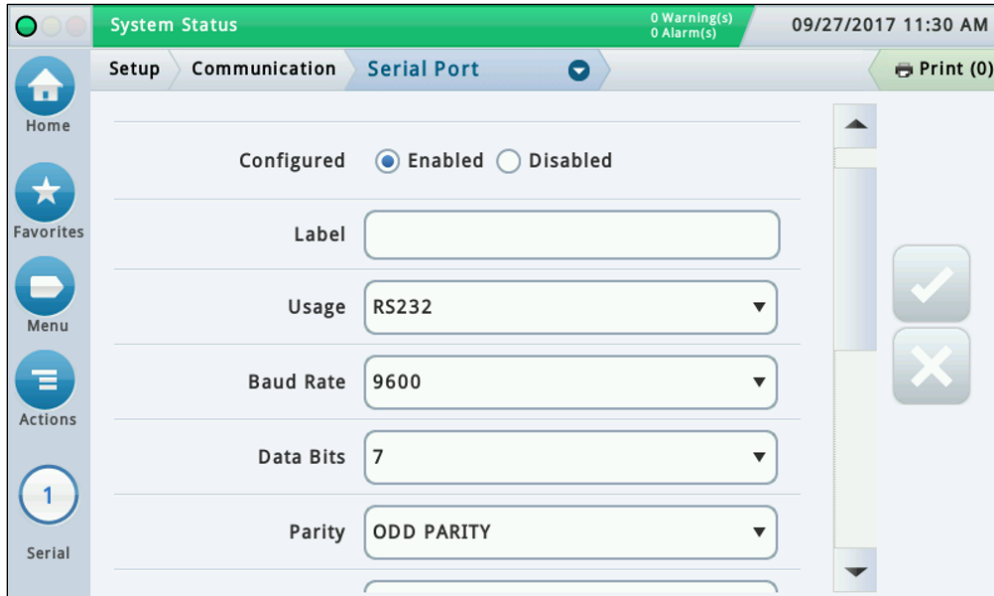 System Status
0 Warning(s)
0 Alarm(s)
09/27/2017 11:30 AM
Setup
Communication
Serial Port
Print (0)
Home
Configured
Enabled
Disabled
Favorites
Label
Usage
RS232
Menu
Baud Rate
9600
Actions
Data Bits
7
1
Parity
ODD PARITY
Serial